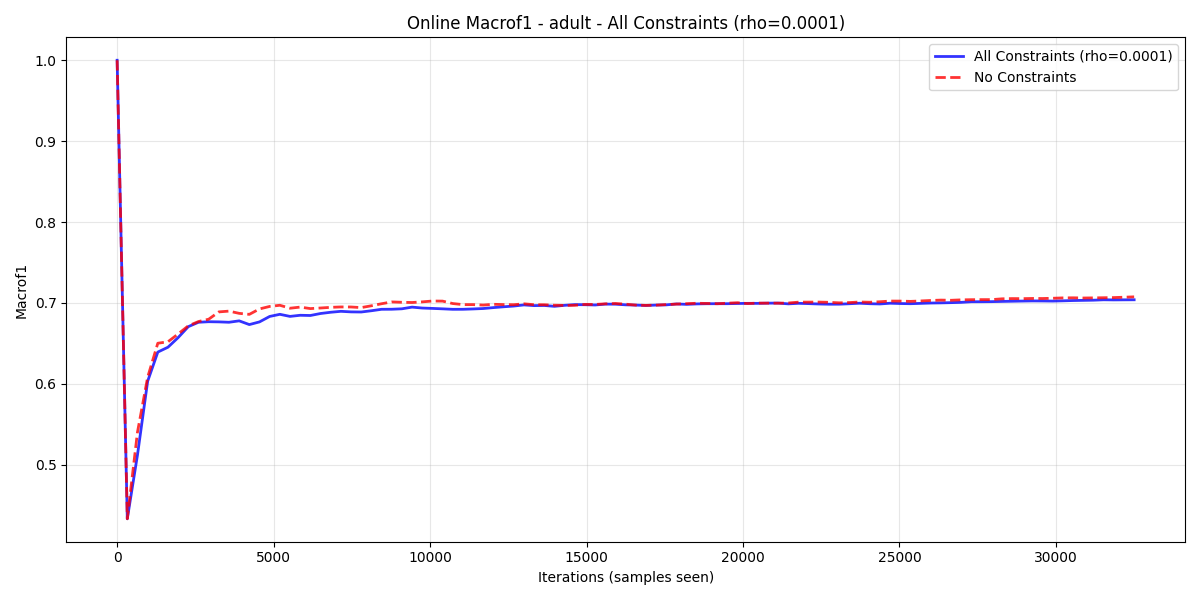 Online Macrof1 - adult - All Constraints (rho=0.0001)
All Constraints (rho=0.0001)
No Constraints
Macrof1
1.0
0.9
0.8
0.7
0.6
0.5
0 5000 10000 15000 20000 25000 30000
Iterations (samples seen)